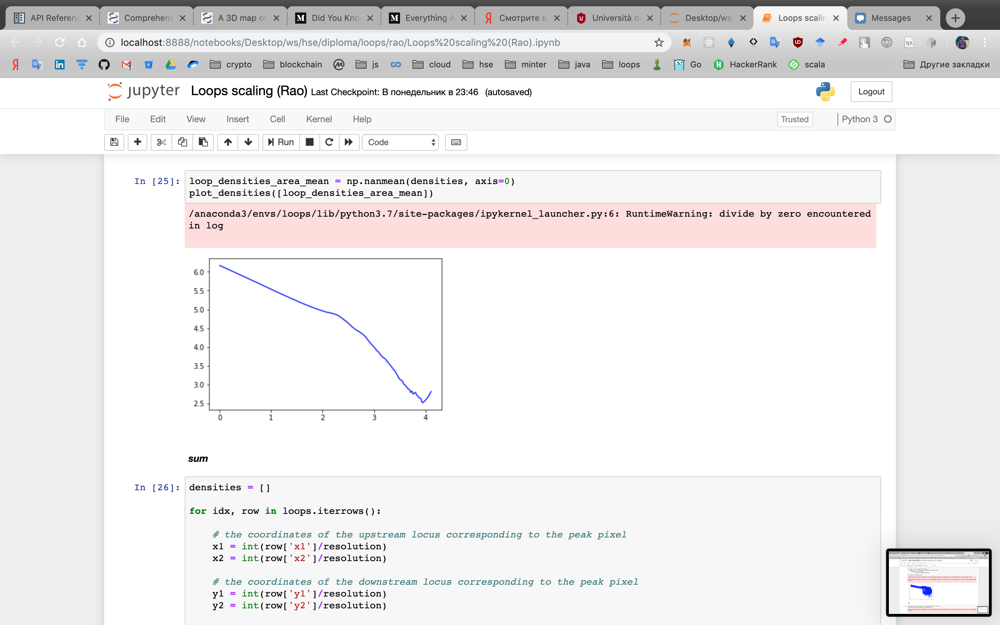 API Referenc
Comprehens
A 3D map of
Did You Kno
Everything A
Смотрите в
Università d
Desktop/ws/
Loops scalin
Messages
localhost:8888/notebooks/Desktop/ws/hse/diploma/loops/rao/Loops%20scaling%20(Rao).ipynb
crypto blockchain js cloud hse minter java loops Go HackerRank scala Другие закладки
jupyter Loops scaling (Rao) Last Checkpoint: В понедельник в 23:46 (autosaved) Logout
File Edit View Insert Cell Kernel Help Trusted Python 3
Run Code
In [25]: loop_densities_area_mean = np.nanmean(densities, axis=0)
plot_densities([loop_densities_area_mean])
/anaconda3/envs/loops/lib/python3.7/site-packages/ipykernel_launcher.py:6: RuntimeWarning: divide by zero encountered
in log
6.0
5.5
5.0
4.5
4.0
3.5
3.0
2.5
0 1 2 3 4
sum
In [26]: densities = []
for idx, row in loops.iterrows():
# the coordinates of the upstream locus corresponding to the peak pixel
x1 = int(row['x1']/resolution)
x2 = int(row['x2']/resolution)
# the coordinates of the downstream locus corresponding to the peak pixel
y1 = int(row['y1']/resolution)
y2 = int(row['y2']/resolution)